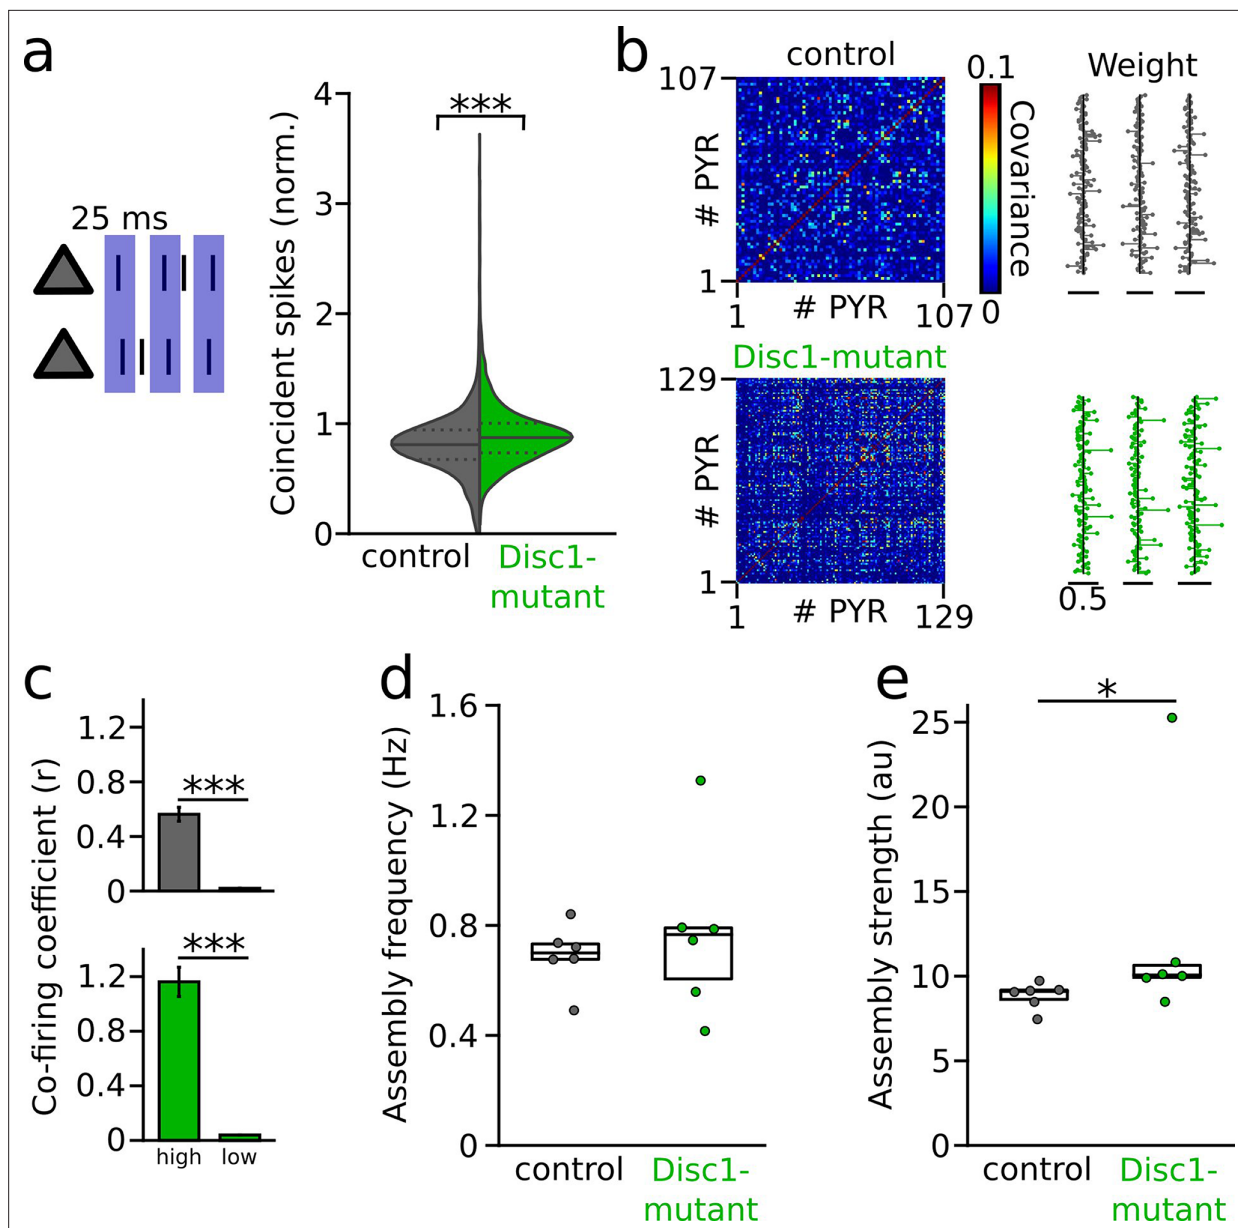 a
25 ms
Coincident spikes (norm.)
4
3
2
1
0
***
control
Disc1-
mutant
b
control
107
# PYR
1
1
# PYR
107
0.1
Covariance
0
Weight
Disc1-mutant
129
# PYR
1
1
# PYR
129
0.5
c
Co-firing coefficient (r)
1.2
0.8
0.4
0
***
1.2
0.8
0.4
0
***
high
low
d
Assembly frequency (Hz)
1.6
1.2
0.8
0.4
0
control
Disc1-
mutant
e
Assembly strength (au)
25
20
15
10
5
0
*
control
Disc1-
mutant